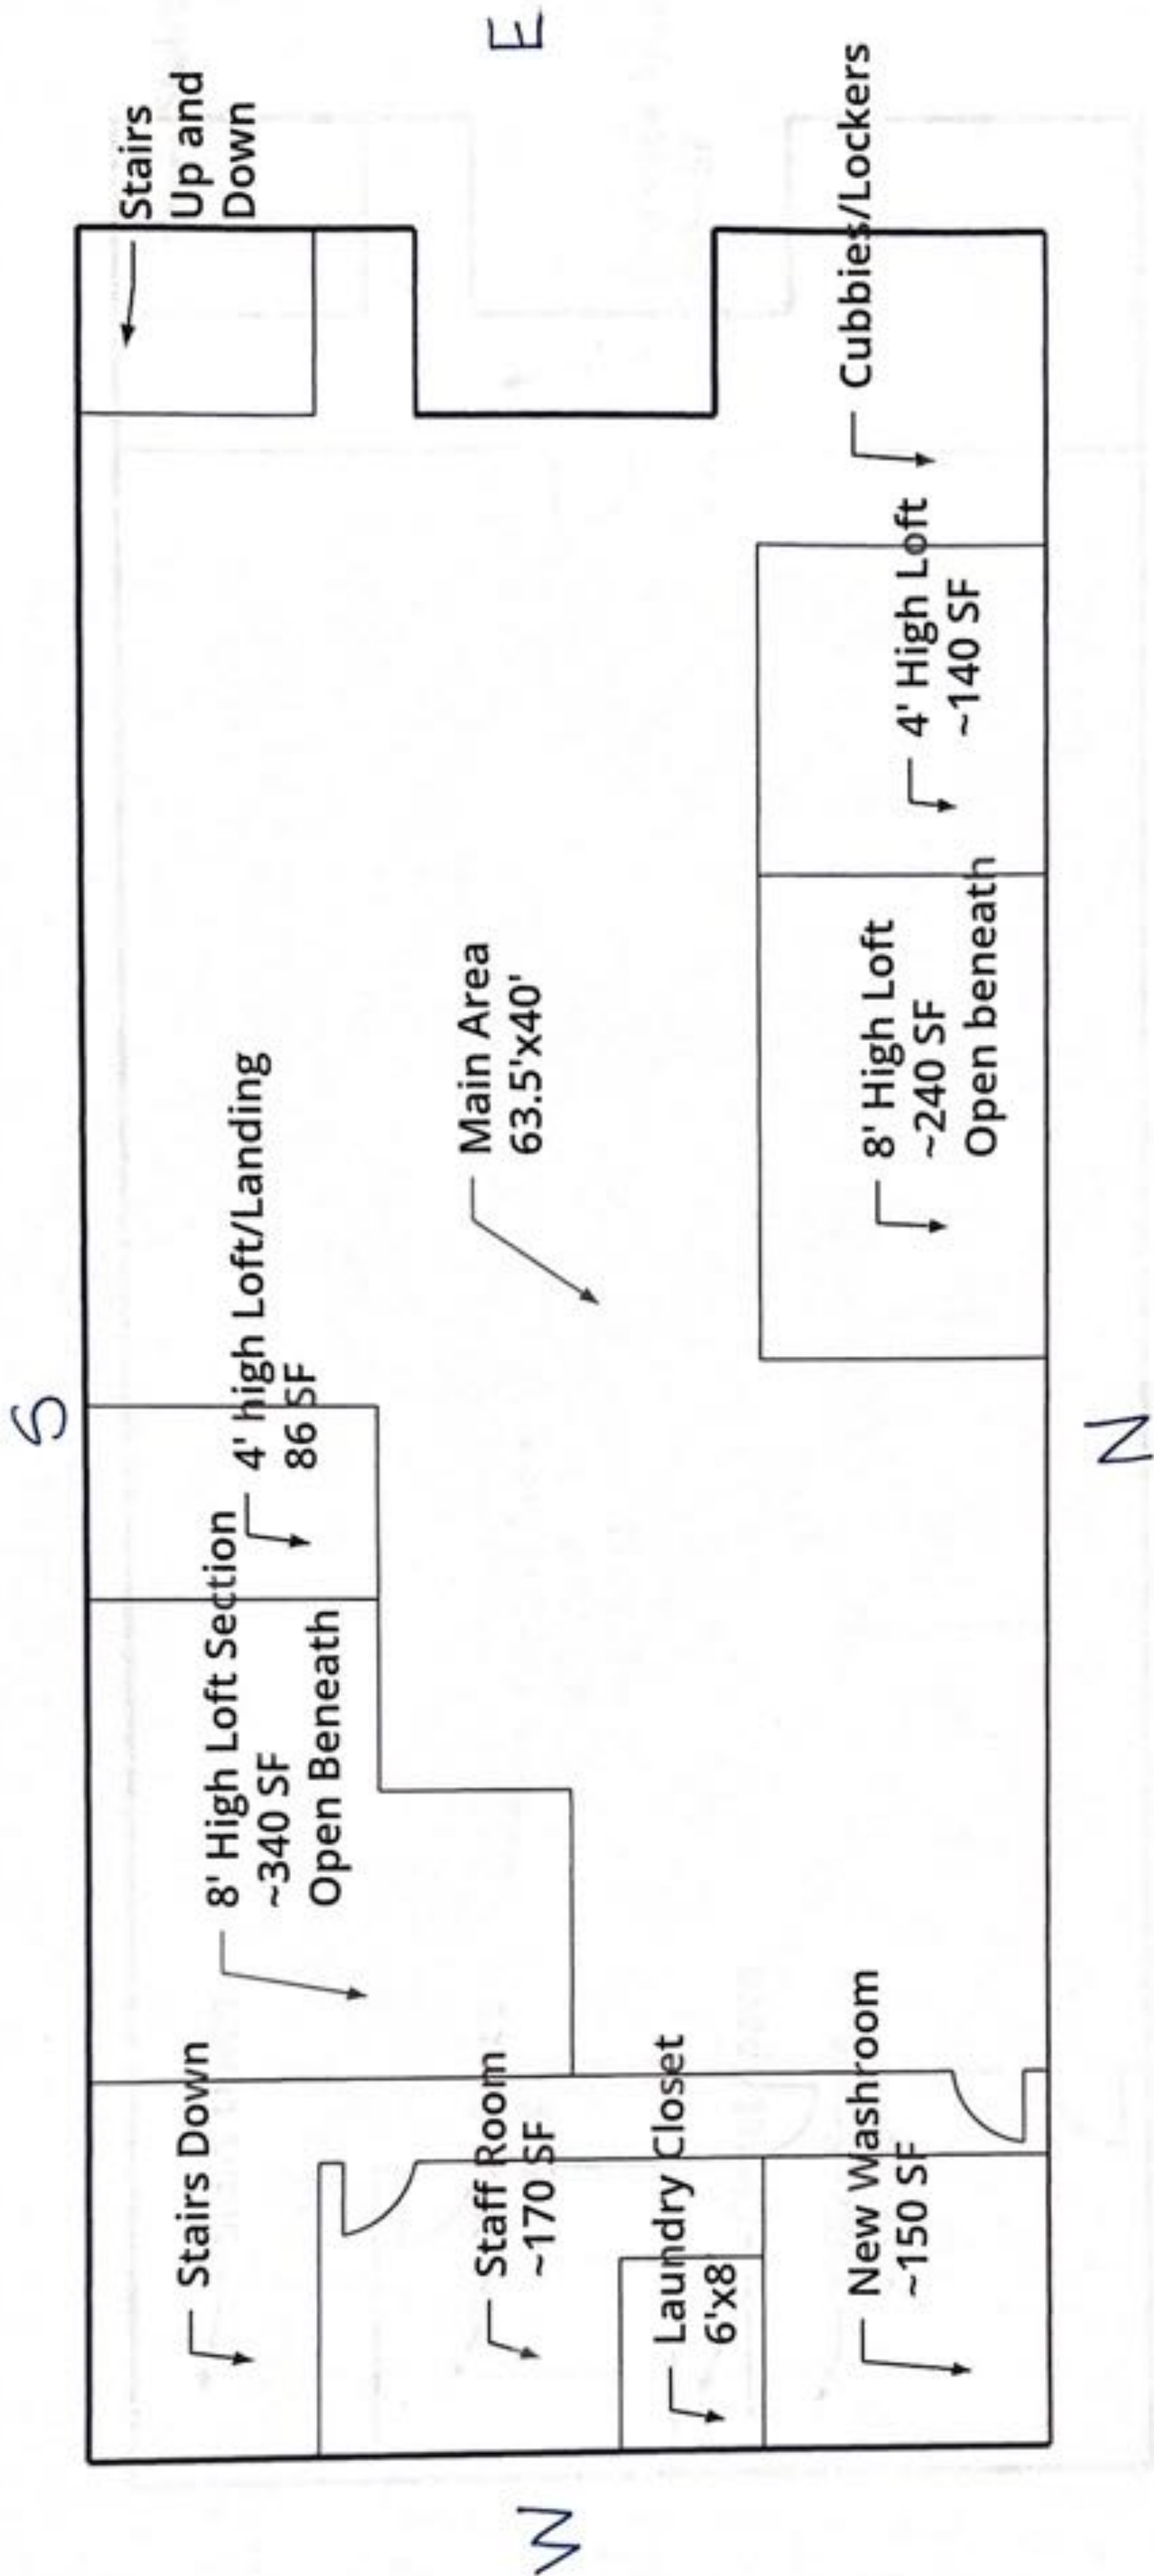 S
Stairs
Up and
Down
E
4' high Loft/Landing
86 SF
8' High Loft Section
~340 SF
Open Beneath
Stairs Down
Main Area
63.5'x40'
Staff Room
~170 SF
Laundry Closet
6'x8'
New Washroom
~150 SF
W
8' High Loft
~240 SF
Open beneath
4' High Loft
~140 SF
Cubbies/Lockers
N